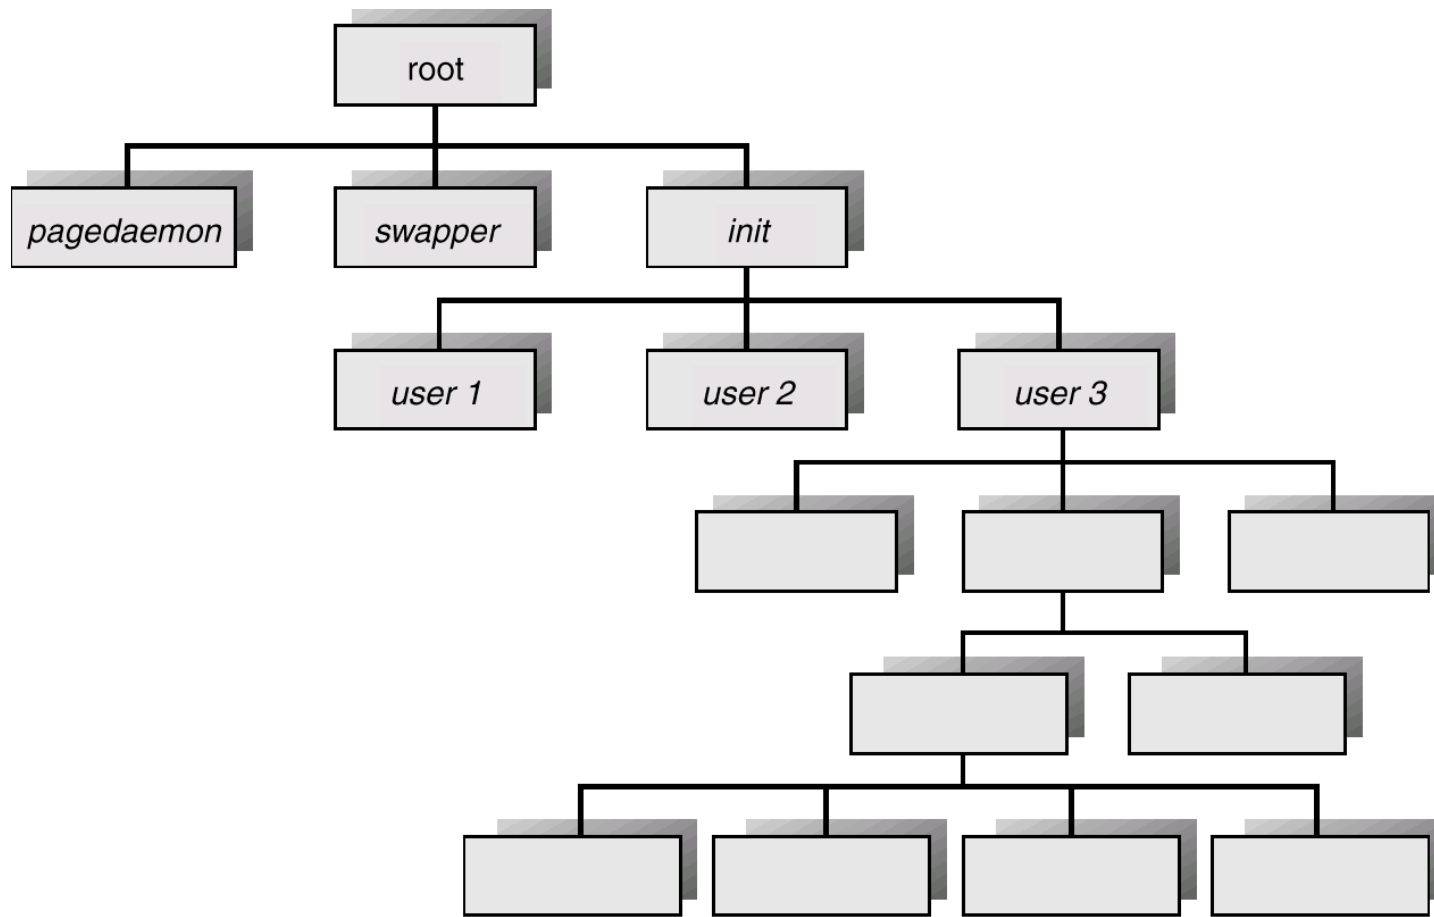 root
pagedaemon
swapper
init
user 1
user 2
user 3